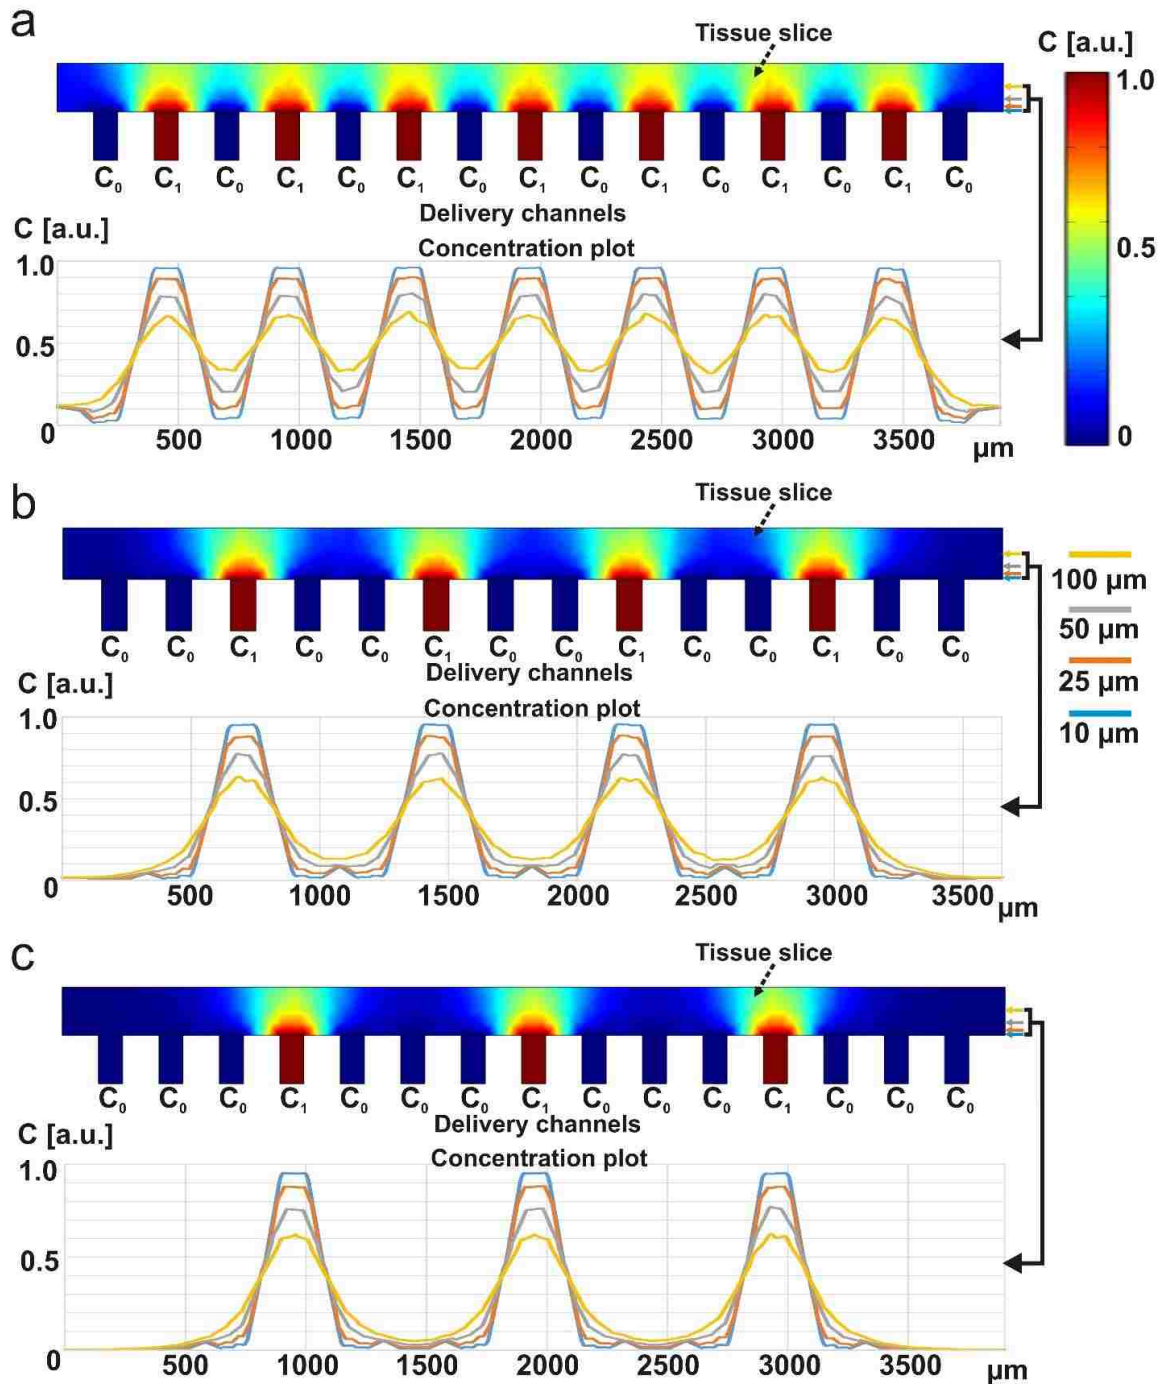 a
Tissue slice
C [a.u.]
1.0
0.5
0
C₀ C₁ C₀ C₁ C₀ C₁ C₀ C₁ C₀ C₁ C₀ C₁ C₀ C₁ C₀
Delivery channels
C [a.u.]
Concentration plot
1.0
0.5
0
500 1000 1500 2000 2500 3000 3500 µm
b
Tissue slice
100 µm
50 µm
25 µm
10 µm
C₀ C₀ C₁ C₀ C₀ C₁ C₀ C₀ C₁ C₀ C₀ C₁ C₀ C₀
Delivery channels
C [a.u.]
Concentration plot
1.0
0.5
0
500 1000 1500 2000 2500 3000 3500 µm
c
Tissue slice
C₀ C₀ C₀ C₁ C₀ C₀ C₀ C₁ C₀ C₀ C₀ C₁ C₀ C₀ C₀
Delivery channels
C [a.u.]
Concentration plot
1.0
0.5
0
500 1000 1500 2000 2500 3000 3500 µm